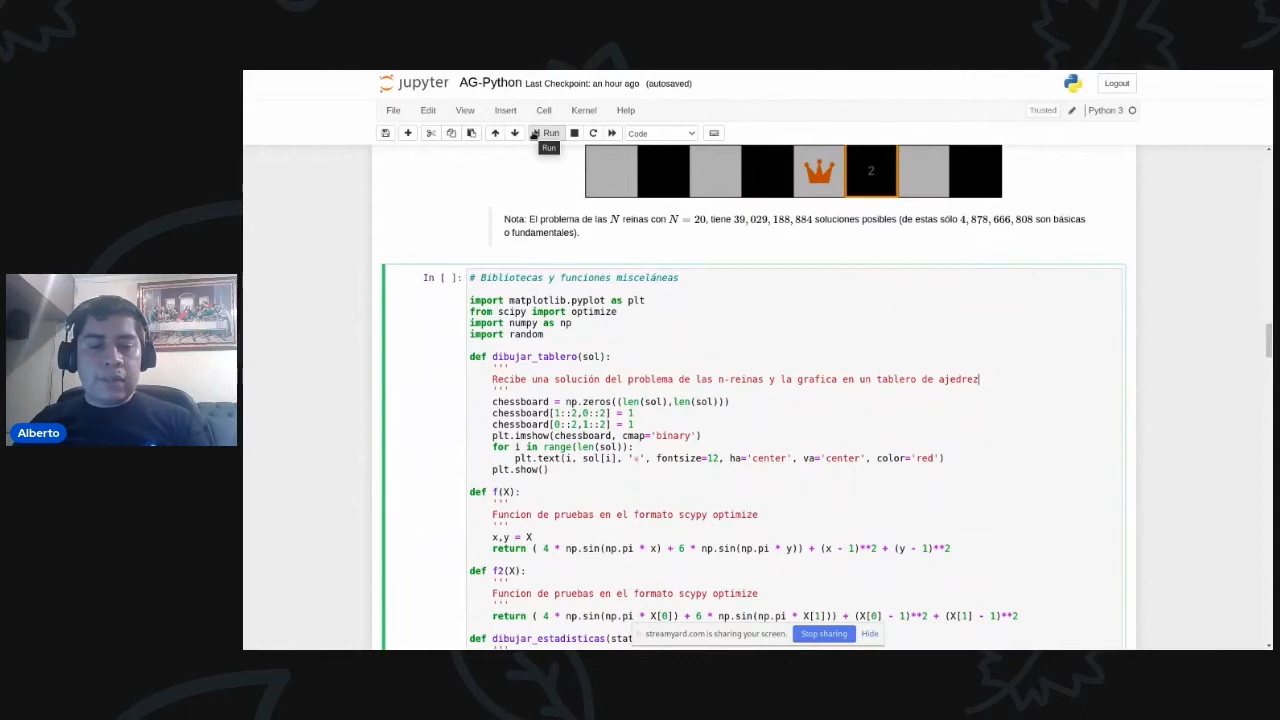 jupyter AG-Python Last Checkpoint: an hour ago (autosaved)
Logout
File Edit View Insert Cell Kernel Help
Trusted Python 3
Run Code
Run
2
Nota: El problema de las N reinas con N = 20, tiene 39, 029, 188, 884 soluciones posibles (de estas sólo 4, 878, 666, 808 son básicas
o fundamentales).
In [ ]: # Bibliotecas y funciones misceláneas
import matplotlib.pyplot as plt
from scipy import optimize
import numpy as np
import random
def dibujar_tablero(sol):
'''
Recibe una solución del problema de las n-reinas y la grafica en un tablero de ajedrez
'''
chessboard = np.zeros((len(sol),len(sol)))
chessboard[1::2,0::2] = 1
chessboard[0::2,1::2] = 1
plt.imshow(chessboard, cmap='binary')
for i in range(len(sol)):
plt.text(i, sol[i], '♕', fontsize=12, ha='center', va='center', color='red')
plt.show()
def f(X):
'''
Funcion de pruebas en el formato scypy optimize
'''
x,y = X
return ( 4 * np.sin(np.pi * x) + 6 * np.sin(np.pi * y)) + (x - 1)**2 + (y - 1)**2
def f2(X):
'''
Funcion de pruebas en el formato scypy optimize
'''
return ( 4 * np.sin(np.pi * X[0]) + 6 * np.sin(np.pi * X[1])) + (X[0] - 1)**2 + (X[1] - 1)**2
def dibujar_estadisticas(stat
streamyard.com is sharing your screen. Stop sharing Hide
Alberto